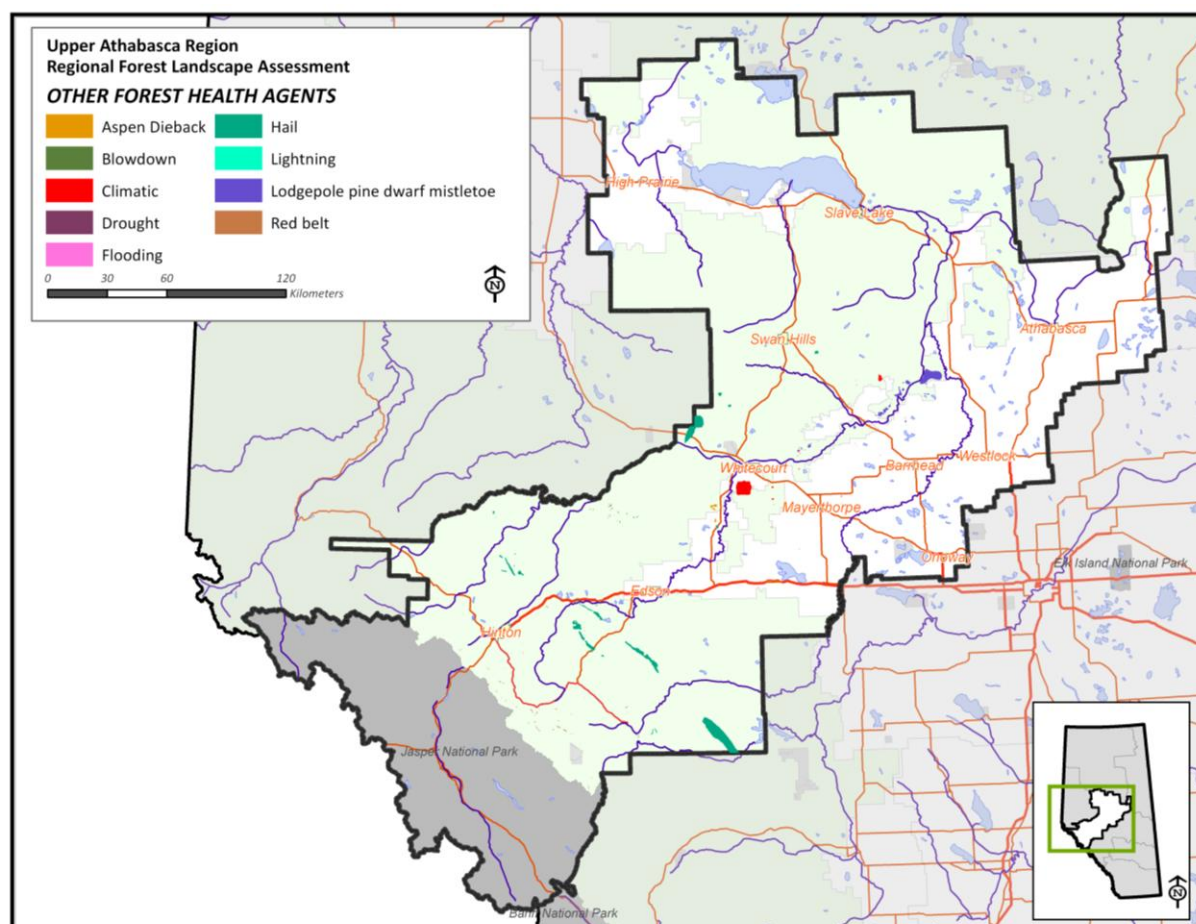 Upper Athabasca Region
Regional Forest Landscape Assessment
OTHER FOREST HEALTH AGENTS
Aspen Dieback
Hail
Blowdown
Lightning
Climatic
Lodgepole pine dwarf mistletoe
Drought
Red belt
Flooding
0 30 60 120
Kilometers
N
High Prairie
Slave Lake
Athabasca
Swan Hills
Westlock
Barrhead
Whitecourt
Mayerthorpe
Onoway
Elk Island National Park
Edson
Hinton
Jasper National Park
Banff National Park
N